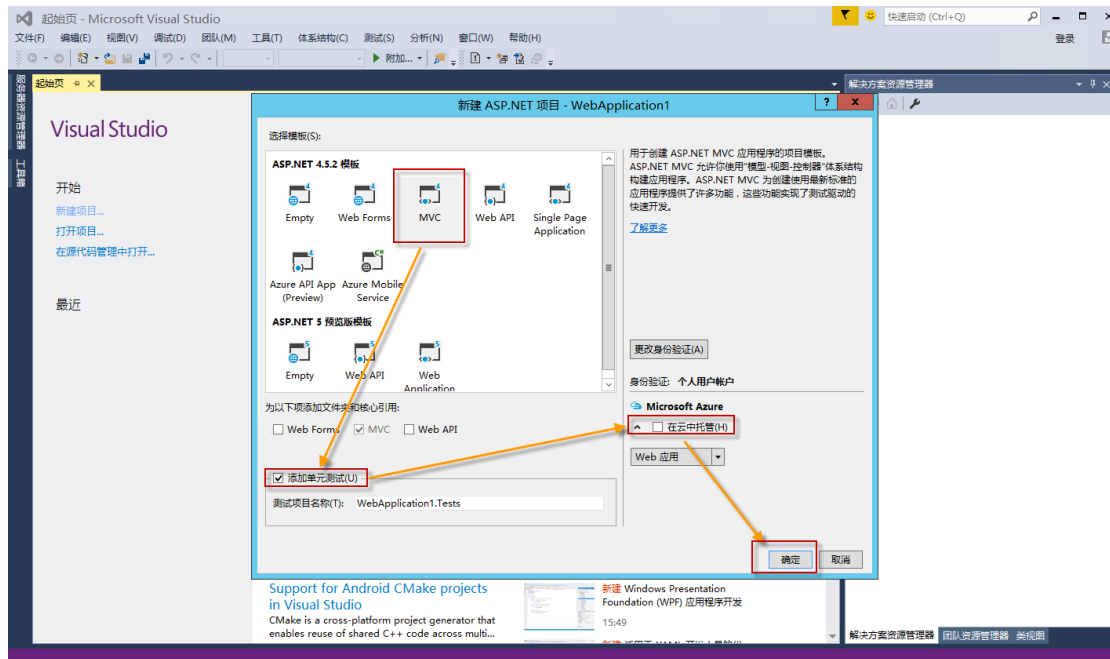 起始页 - Microsoft Visual Studio
快速启动 (Ctrl+Q)
文件(F) 编辑(E) 视图(V) 调试(D) 团队(M) 工具(T) 体系结构(C) 测试(S) 分析(N) 窗口(W) 帮助(H)
登录
附加...
服务器资源管理器
工具箱
起始页
解决方案资源管理器
Visual Studio
开始
新建项目...
打开项目...
在源代码管理中打开...
最近
新建 ASP.NET 项目 - WebApplication1
选择模板(S):
ASP.NET 4.5.2 模板
Empty
Web Forms
MVC
Web API
Single Page
Application
Azure API App
(Preview)
Azure Mobile
Service
ASP.NET 5 预览版模板
Empty
Web API
Web
Application
用于创建 ASP.NET MVC 应用程序的项目模板。
ASP.NET MVC 允许你使用"模型-视图-控制器"体系结构
构建应用程序。ASP.NET MVC 为创建使用最新标准的
应用程序提供了许多功能，这些功能实现了测试驱动的
快速开发。
了解更多
更改身份验证(A)
身份验证: 个人用户帐户
Microsoft Azure
在云中托管(H)
Web 应用
为以下项添加文件夹和核心引用:
Web Forms MVC Web API
添加单元测试(U)
测试项目名称(T): WebApplication1.Tests
确定 取消
Support for Android CMake projects
in Visual Studio
CMake is a cross-platform project generator that
enables reuse of shared C++ code across multi...
新建 Windows Presentation
Foundation (WPF) 应用程序开发
15:49
解决方案资源管理器 团队资源管理器 类视图